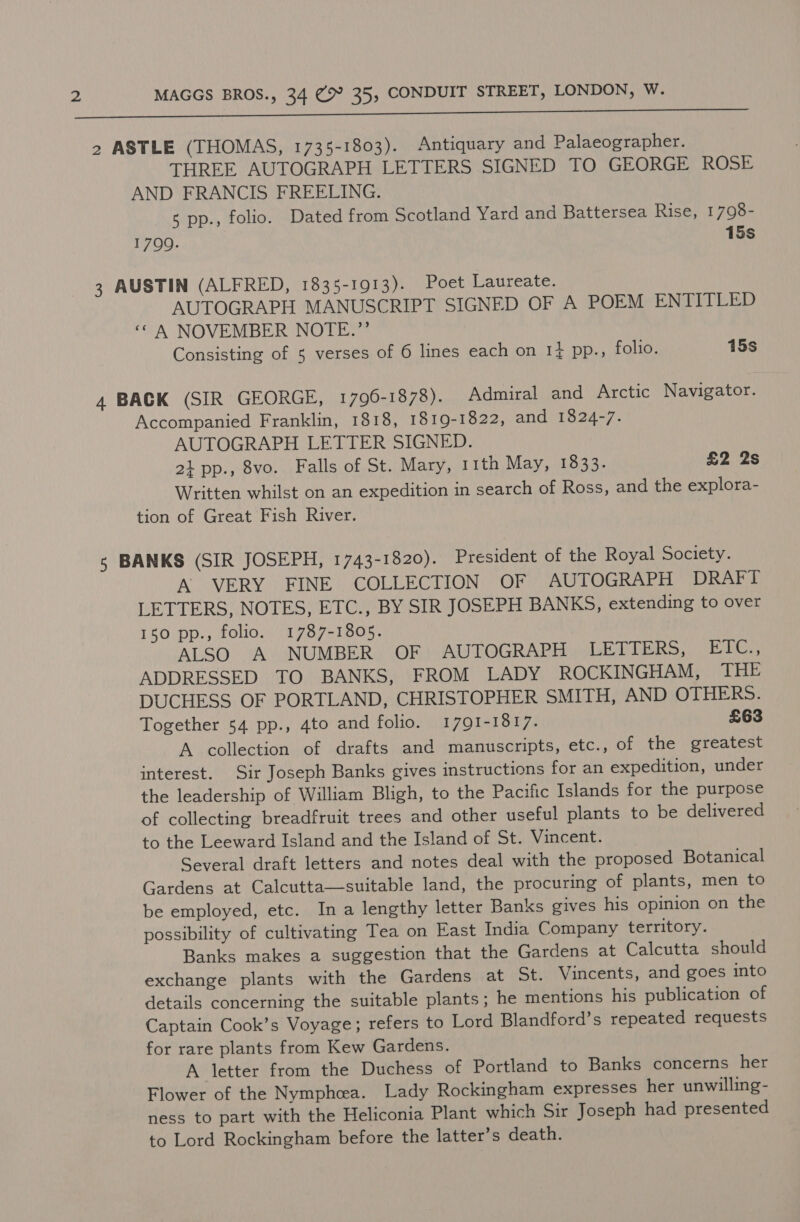 2 MAGGS BROS., 34 & 35, CONDUIT STREET, LONDON, W.
2 ASTLE (THOMAS, 1735-1803). Antiquary and Palaeographer.
THREE AUTOGRAPH LETTERS SIGNED TO GEORGE ROSE
AND FRANCIS FREELING.
5 pp., folio. Dated from Scotland Yard and Battersea Rise, 1798-
1799. 15s
3 AUSTIN (ALFRED, 1835-1913). Poet Laureate.
AUTOGRAPH MANUSCRIPT SIGNED OF A POEM ENTITLED
‘‘ A NOVEMBER NOTE.’’
Consisting of 5 verses of 6 lines each on 1¼ pp., folio. 15s
4 BACK (SIR GEORGE, 1796-1878). Admiral and Arctic Navigator.
Accompanied Franklin, 1818, 1819-1822, and 1824-7.
AUTOGRAPH LETTER SIGNED.
2¼ pp., 8vo. Falls of St. Mary, 11th May, 1833. £2 2s
Written whilst on an expedition in search of Ross, and the explora-
tion of Great Fish River.
5 BANKS (SIR JOSEPH, 1743-1820). President of the Royal Society.
A VERY FINE COLLECTION OF AUTOGRAPH DRAFT
LETTERS, NOTES, ETC., BY SIR JOSEPH BANKS, extending to over
150 pp., folio. 1787-1805.
ALSO A NUMBER OF AUTOGRAPH LETTERS, ETC.,
ADDRESSED TO BANKS, FROM LADY ROCKINGHAM, THE
DUCHESS OF PORTLAND, CHRISTOPHER SMITH, AND OTHERS.
Together 54 pp., 4to and folio. 1791-1817. £63
A collection of drafts and manuscripts, etc., of the greatest
interest. Sir Joseph Banks gives instructions for an expedition, under
the leadership of William Bligh, to the Pacific Islands for the purpose
of collecting breadfruit trees and other useful plants to be delivered
to the Leeward Island and the Island of St. Vincent.
Several draft letters and notes deal with the proposed Botanical
Gardens at Calcutta—suitable land, the procuring of plants, men to
be employed, etc. In a lengthy letter Banks gives his opinion on the
possibility of cultivating Tea on East India Company territory.
Banks makes a suggestion that the Gardens at Calcutta should
exchange plants with the Gardens at St. Vincents, and goes into
details concerning the suitable plants; he mentions his publication of
Captain Cook’s Voyage; refers to Lord Blandford’s repeated requests
for rare plants from Kew Gardens.
A letter from the Duchess of Portland to Banks concerns her
Flower of the Nymphœa. Lady Rockingham expresses her unwilling-
ness to part with the Heliconia Plant which Sir Joseph had presented
to Lord Rockingham before the latter’s death.